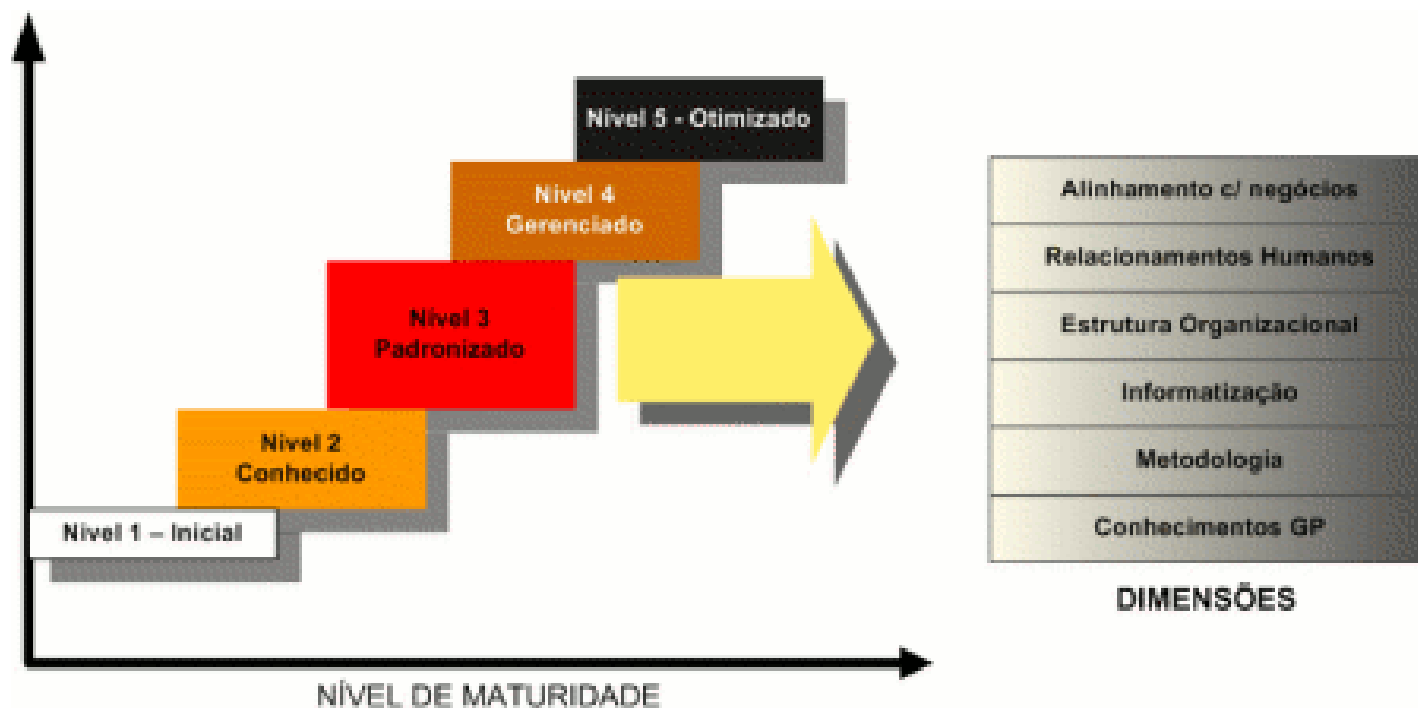 Nível 5 - Otimizado
Nível 4
Gerenciado
...
Nível 3
Padronizado
Nível 2
Conhecido
Nível 1 – Inicial
NÍVEL DE MATURIDADE
Alinhamento c/ negócios
Relacionamentos Humanos
Estrutura Organizacional
Informatização
Metodologia
Conhecimentos GP
DIMENSÕES